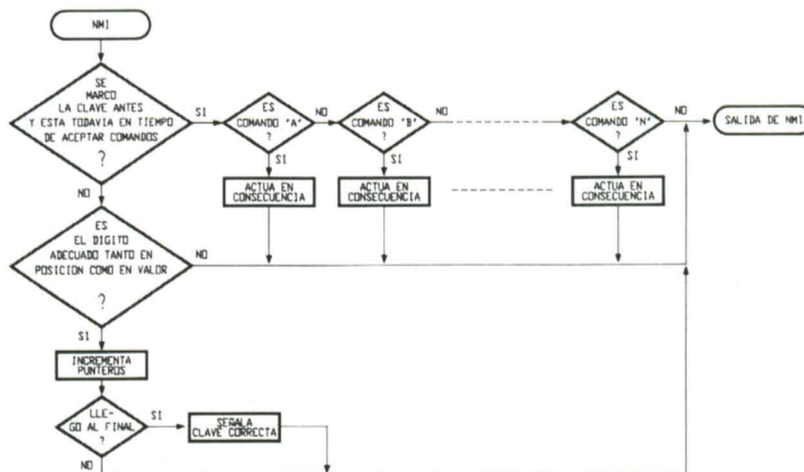 NMI
SE
MARCO
LA CLAVE ANTES
Y ESTA TODAVIA EN TIEMPO
DE ACEPTAR COMANDOS
?
SI
NO
ES
COMANDO 'A'
?
NO
SI
ACTUA EN
CONSECUENCIA
ES
COMANDO 'B'
?
NO
SI
ACTUA EN
CONSECUENCIA
ES
COMANDO 'N'
?
NO
SI
ACTUA EN
CONSECUENCIA
SALIDA DE NMI
ES
EL DIGITO
ADECUADO TANTO EN
POSICION COMO EN VALOR
?
NO
SI
INCREMENTA
PUNTEROS
LLE-
GO AL FINAL
?
SI
NO
SEÑALA
CLAVE CORRECTA